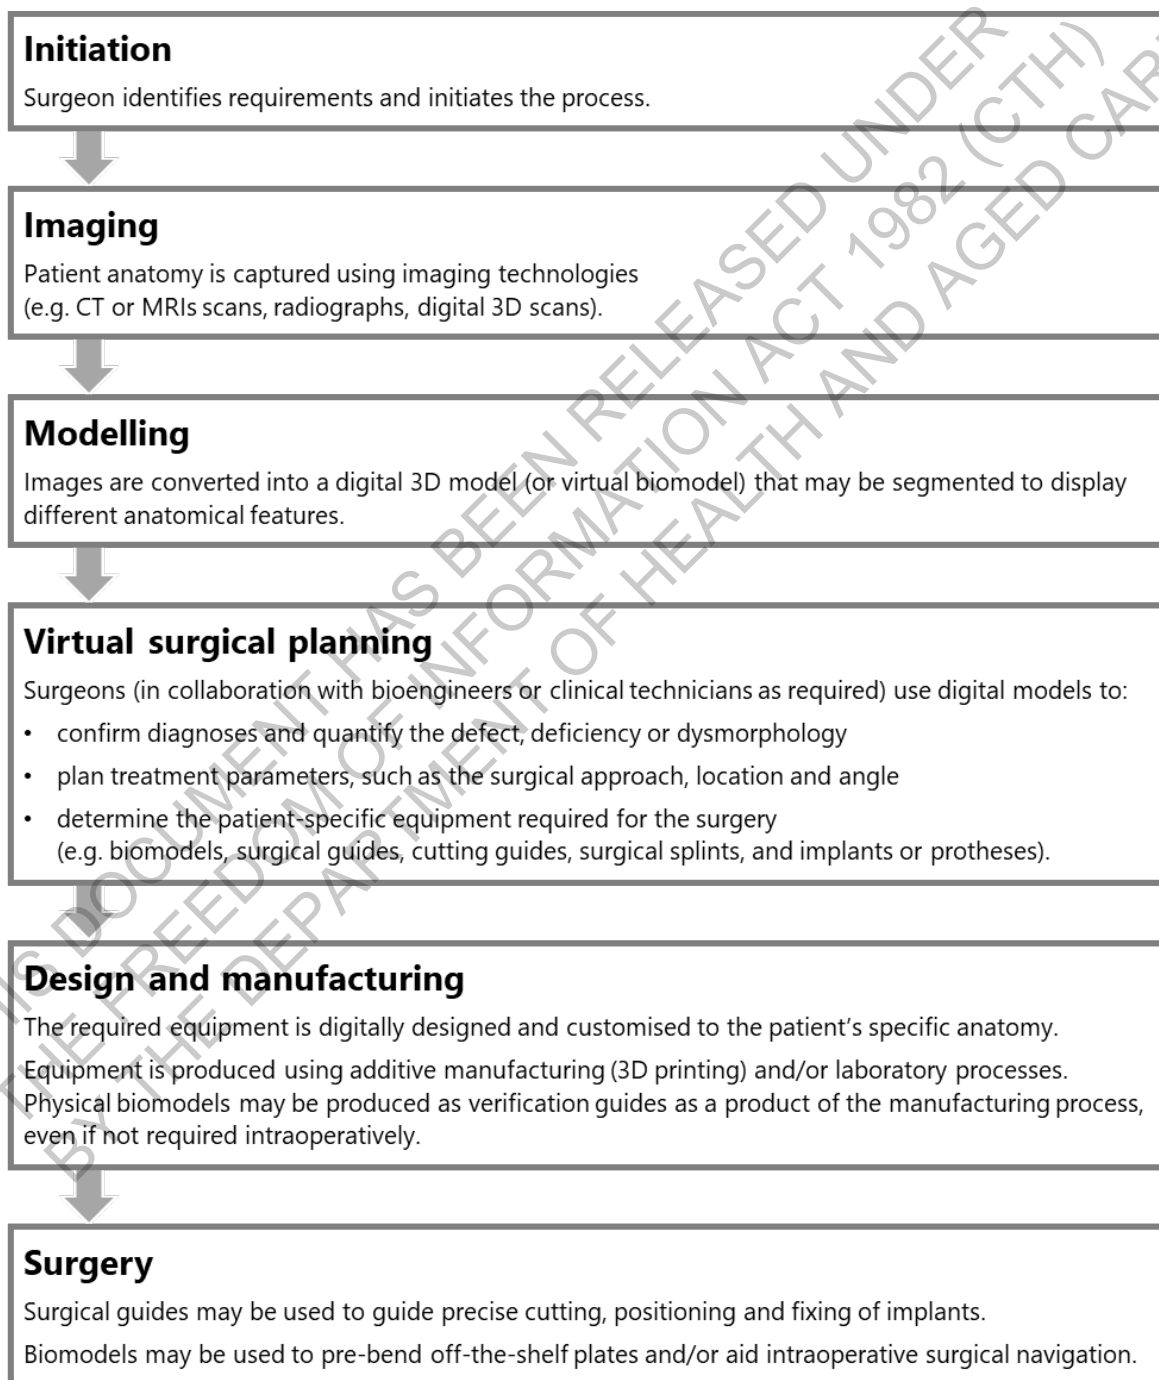 Initiation
Surgeon identifies requirements and initiates the process.
Imaging
Patient anatomy is captured using imaging technologies
(e.g. CT or MRIs scans, radiographs, digital 3D scans).
Modelling
Images are converted into a digital 3D model (or virtual biomodel) that may be segmented to display
different anatomical features.
Virtual surgical planning
Surgeons (in collaboration with bioengineers or clinical technicians as required) use digital models to:
• confirm diagnoses and quantify the defect, deficiency or dysmorphology
• plan treatment parameters, such as the surgical approach, location and angle
• determine the patient-specific equipment required for the surgery
(e.g. biomodels, surgical guides, cutting guides, surgical splints, and implants or protheses).
Design and manufacturing
The required equipment is digitally designed and customised to the patient's specific anatomy.
Equipment is produced using additive manufacturing (3D printing) and/or laboratory processes.
Physical biomodels may be produced as verification guides as a product of the manufacturing process,
even if not required intraoperatively.
Surgery
Surgical guides may be used to guide precise cutting, positioning and fixing of implants.
Biomodels may be used to pre-bend off-the-shelf plates and/or aid intraoperative surgical navigation.
THIS DOCUMENT HAS BEEN RELEASED UNDER
THE FREEDOM OF INFORMATION ACT 1982 (CTH)
BY THE DEPARTMENT OF HEALTH AND AGED CARE